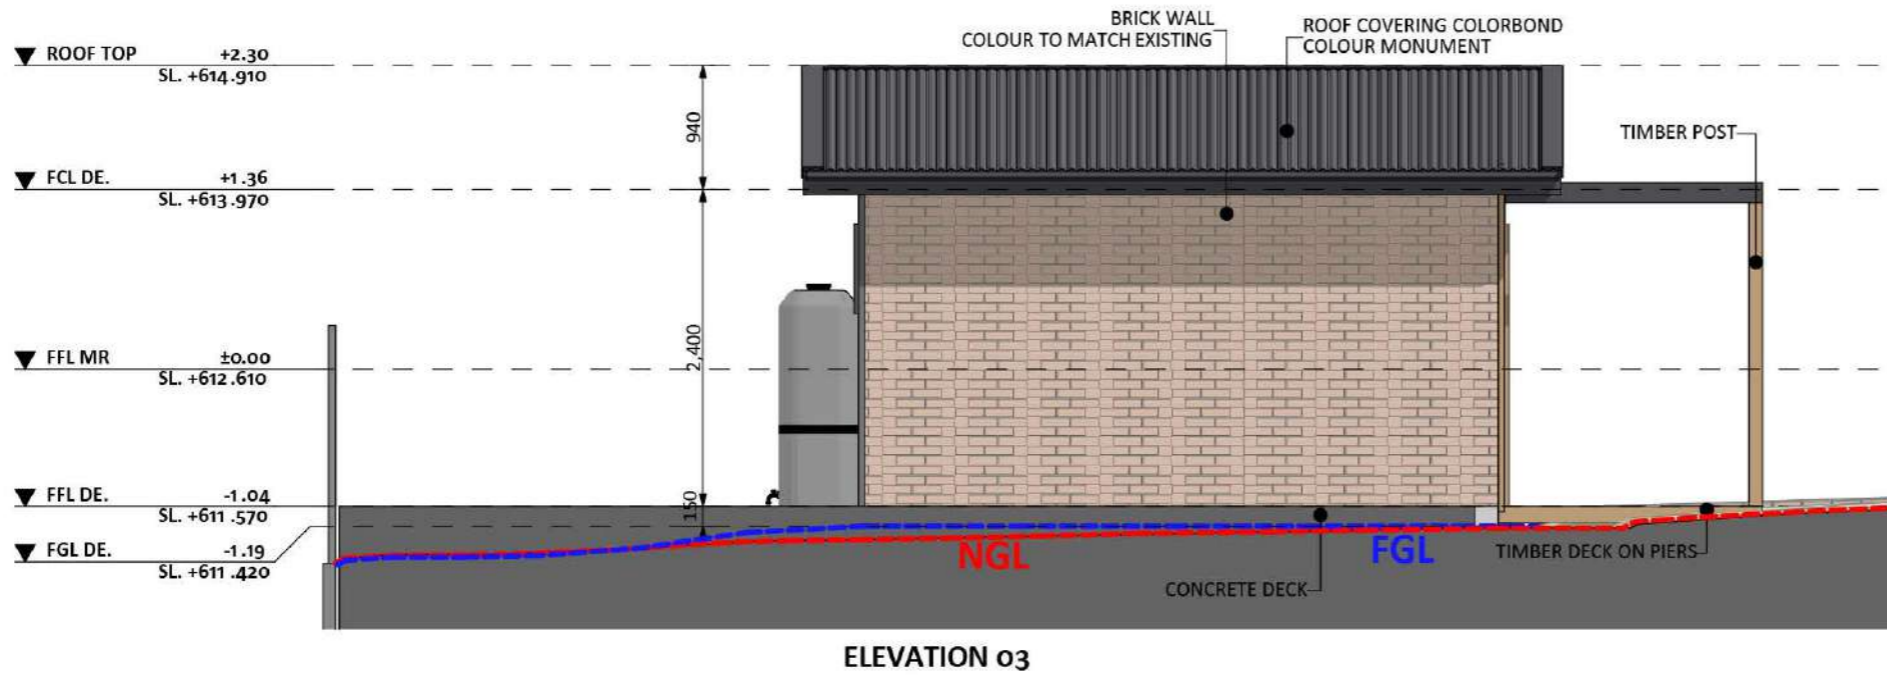 BRICK WALL
COLOUR TO MATCH EXISTING
ROOF COVERING COLORBOND
COLOUR MONUMENT
ROOF TOP +2.30
SL. +614.910
940
TIMBER POST
FCL DE. +1.36
SL. +613.970
2,400
FFL MR ±0.00
SL. +612.610
FFL DE. -1.04
SL. +611.570
150
FGL DE. -1.19
SL. +611.420
NGL
FGL
TIMBER DECK ON PIERS
CONCRETE DECK
ELEVATION 03